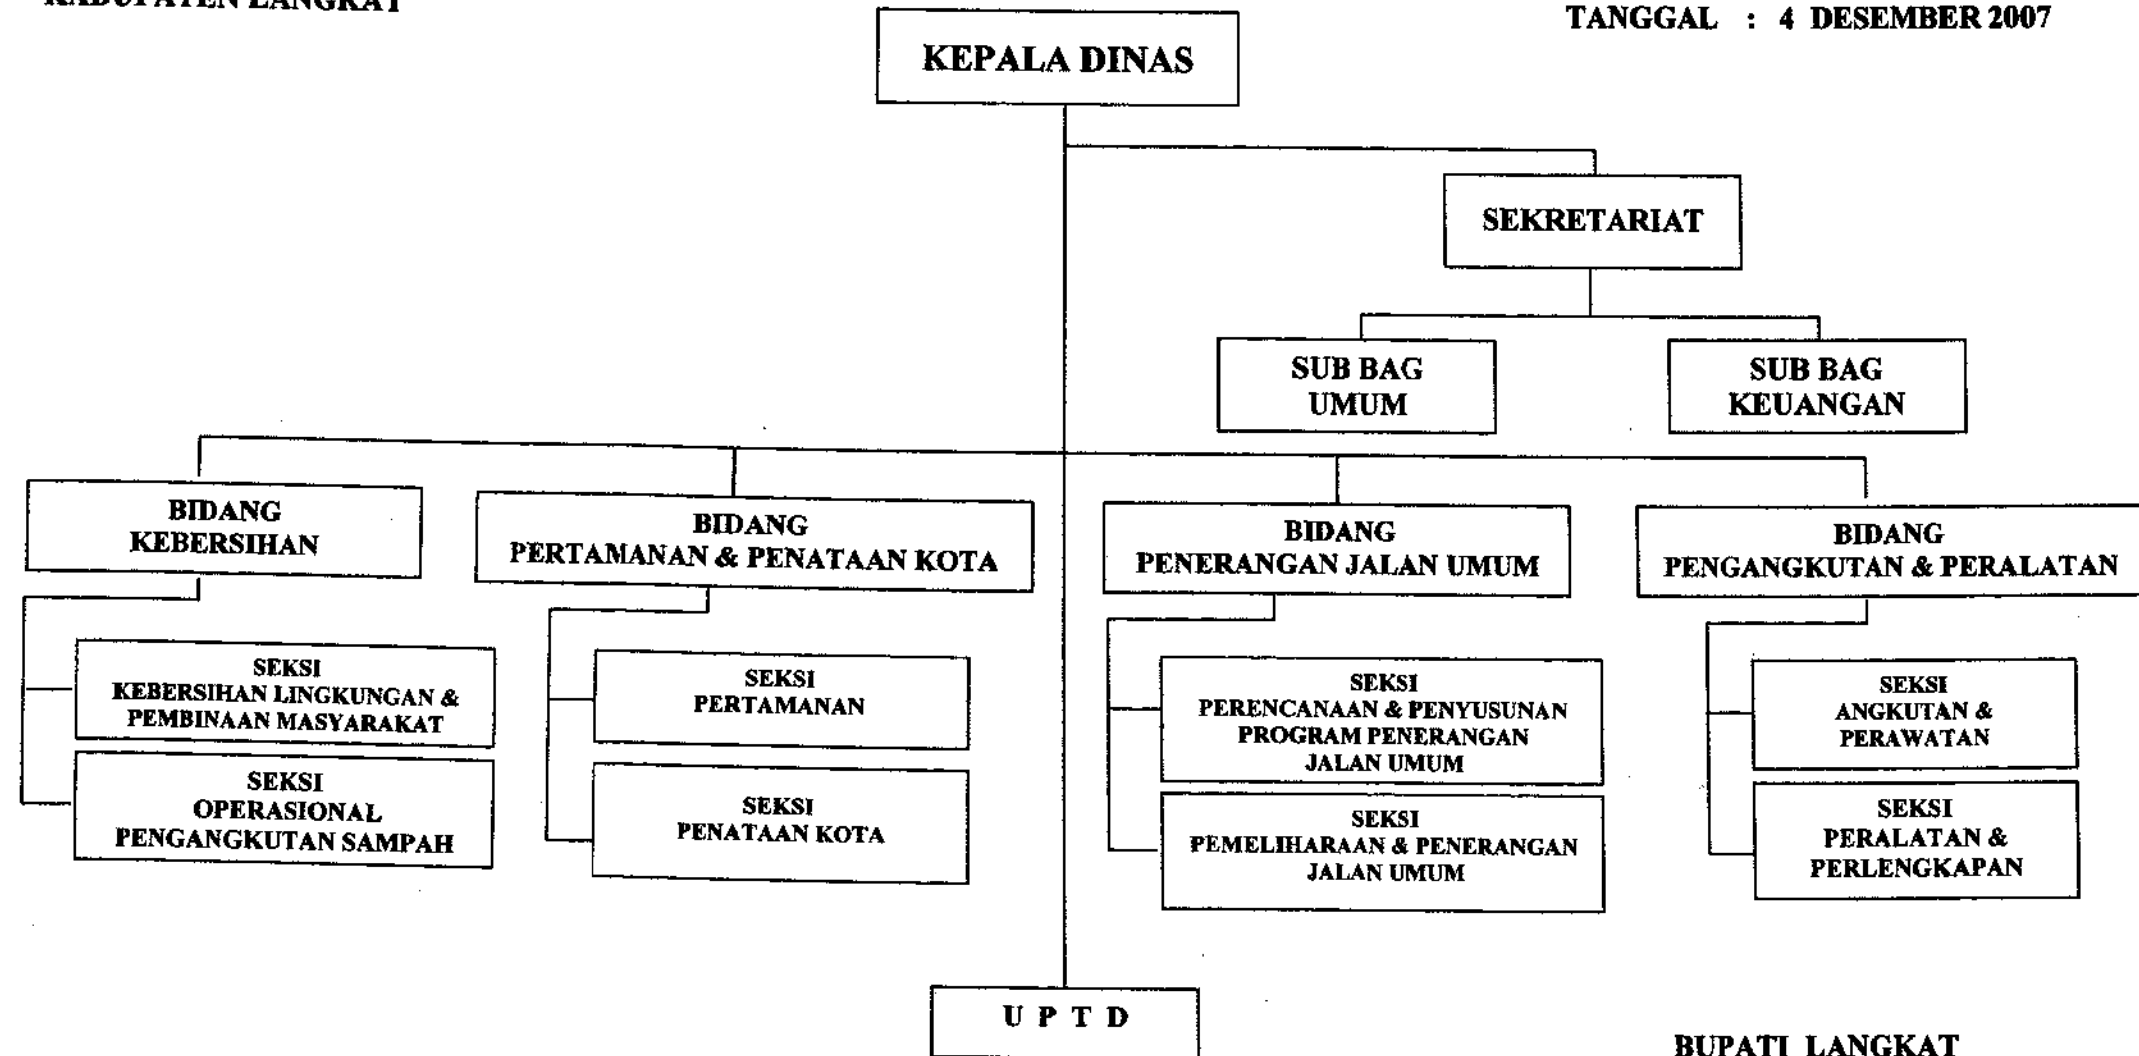 KABUPATEN LANGKAT
TANGGAL : 4 DESEMBER 2007
KEPALA DINAS
SEKRETARIAT
SUB BAG
UMUM
SUB BAG
KEUANGAN
BIDANG
KEBERSIHAN
BIDANG
PERTAMANAN & PENATAAN KOTA
BIDANG
PENERANGAN JALAN UMUM
BIDANG
PENGANGKUTAN & PERALATAN
SEKSI
KEBERSIHAN LINGKUNGAN &
PEMBINAAN MASYARAKAT
SEKSI
OPERASIONAL
PENGANGKUTAN SAMPAH
SEKSI
PERTAMANAN
SEKSI
PENATAAN KOTA
SEKSI
PERENCANAAN & PENYUSUNAN
PROGRAM PENERANGAN
JALAN UMUM
SEKSI
PEMELIHARAAN & PENERANGAN
JALAN UMUM
SEKSI
ANGKUTAN &
PERAWATAN
SEKSI
PERALATAN &
PERLENGKAPAN
U P T D
BUPATI LANGKAT